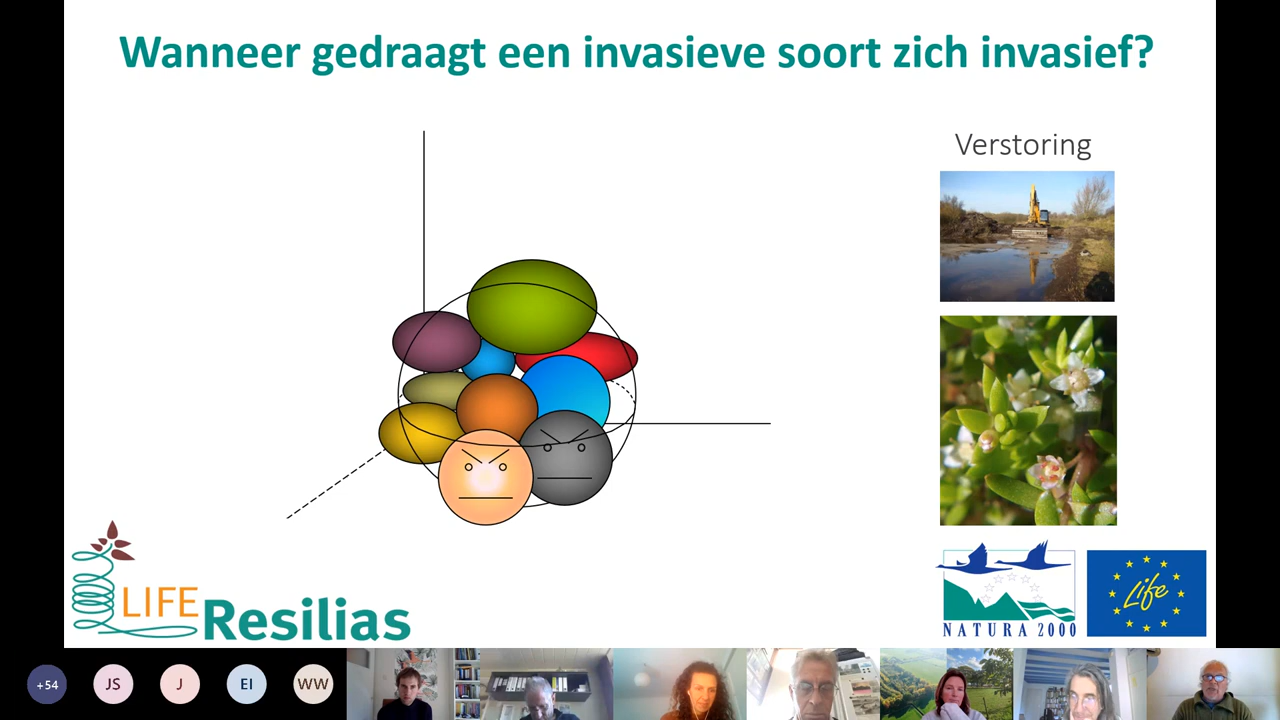 Wanneer gedraagt een invasieve soort zich invasief?
Verstoring
LIFE Resilias
NATURA 2000
Life
+54
JS
J
EI
WW